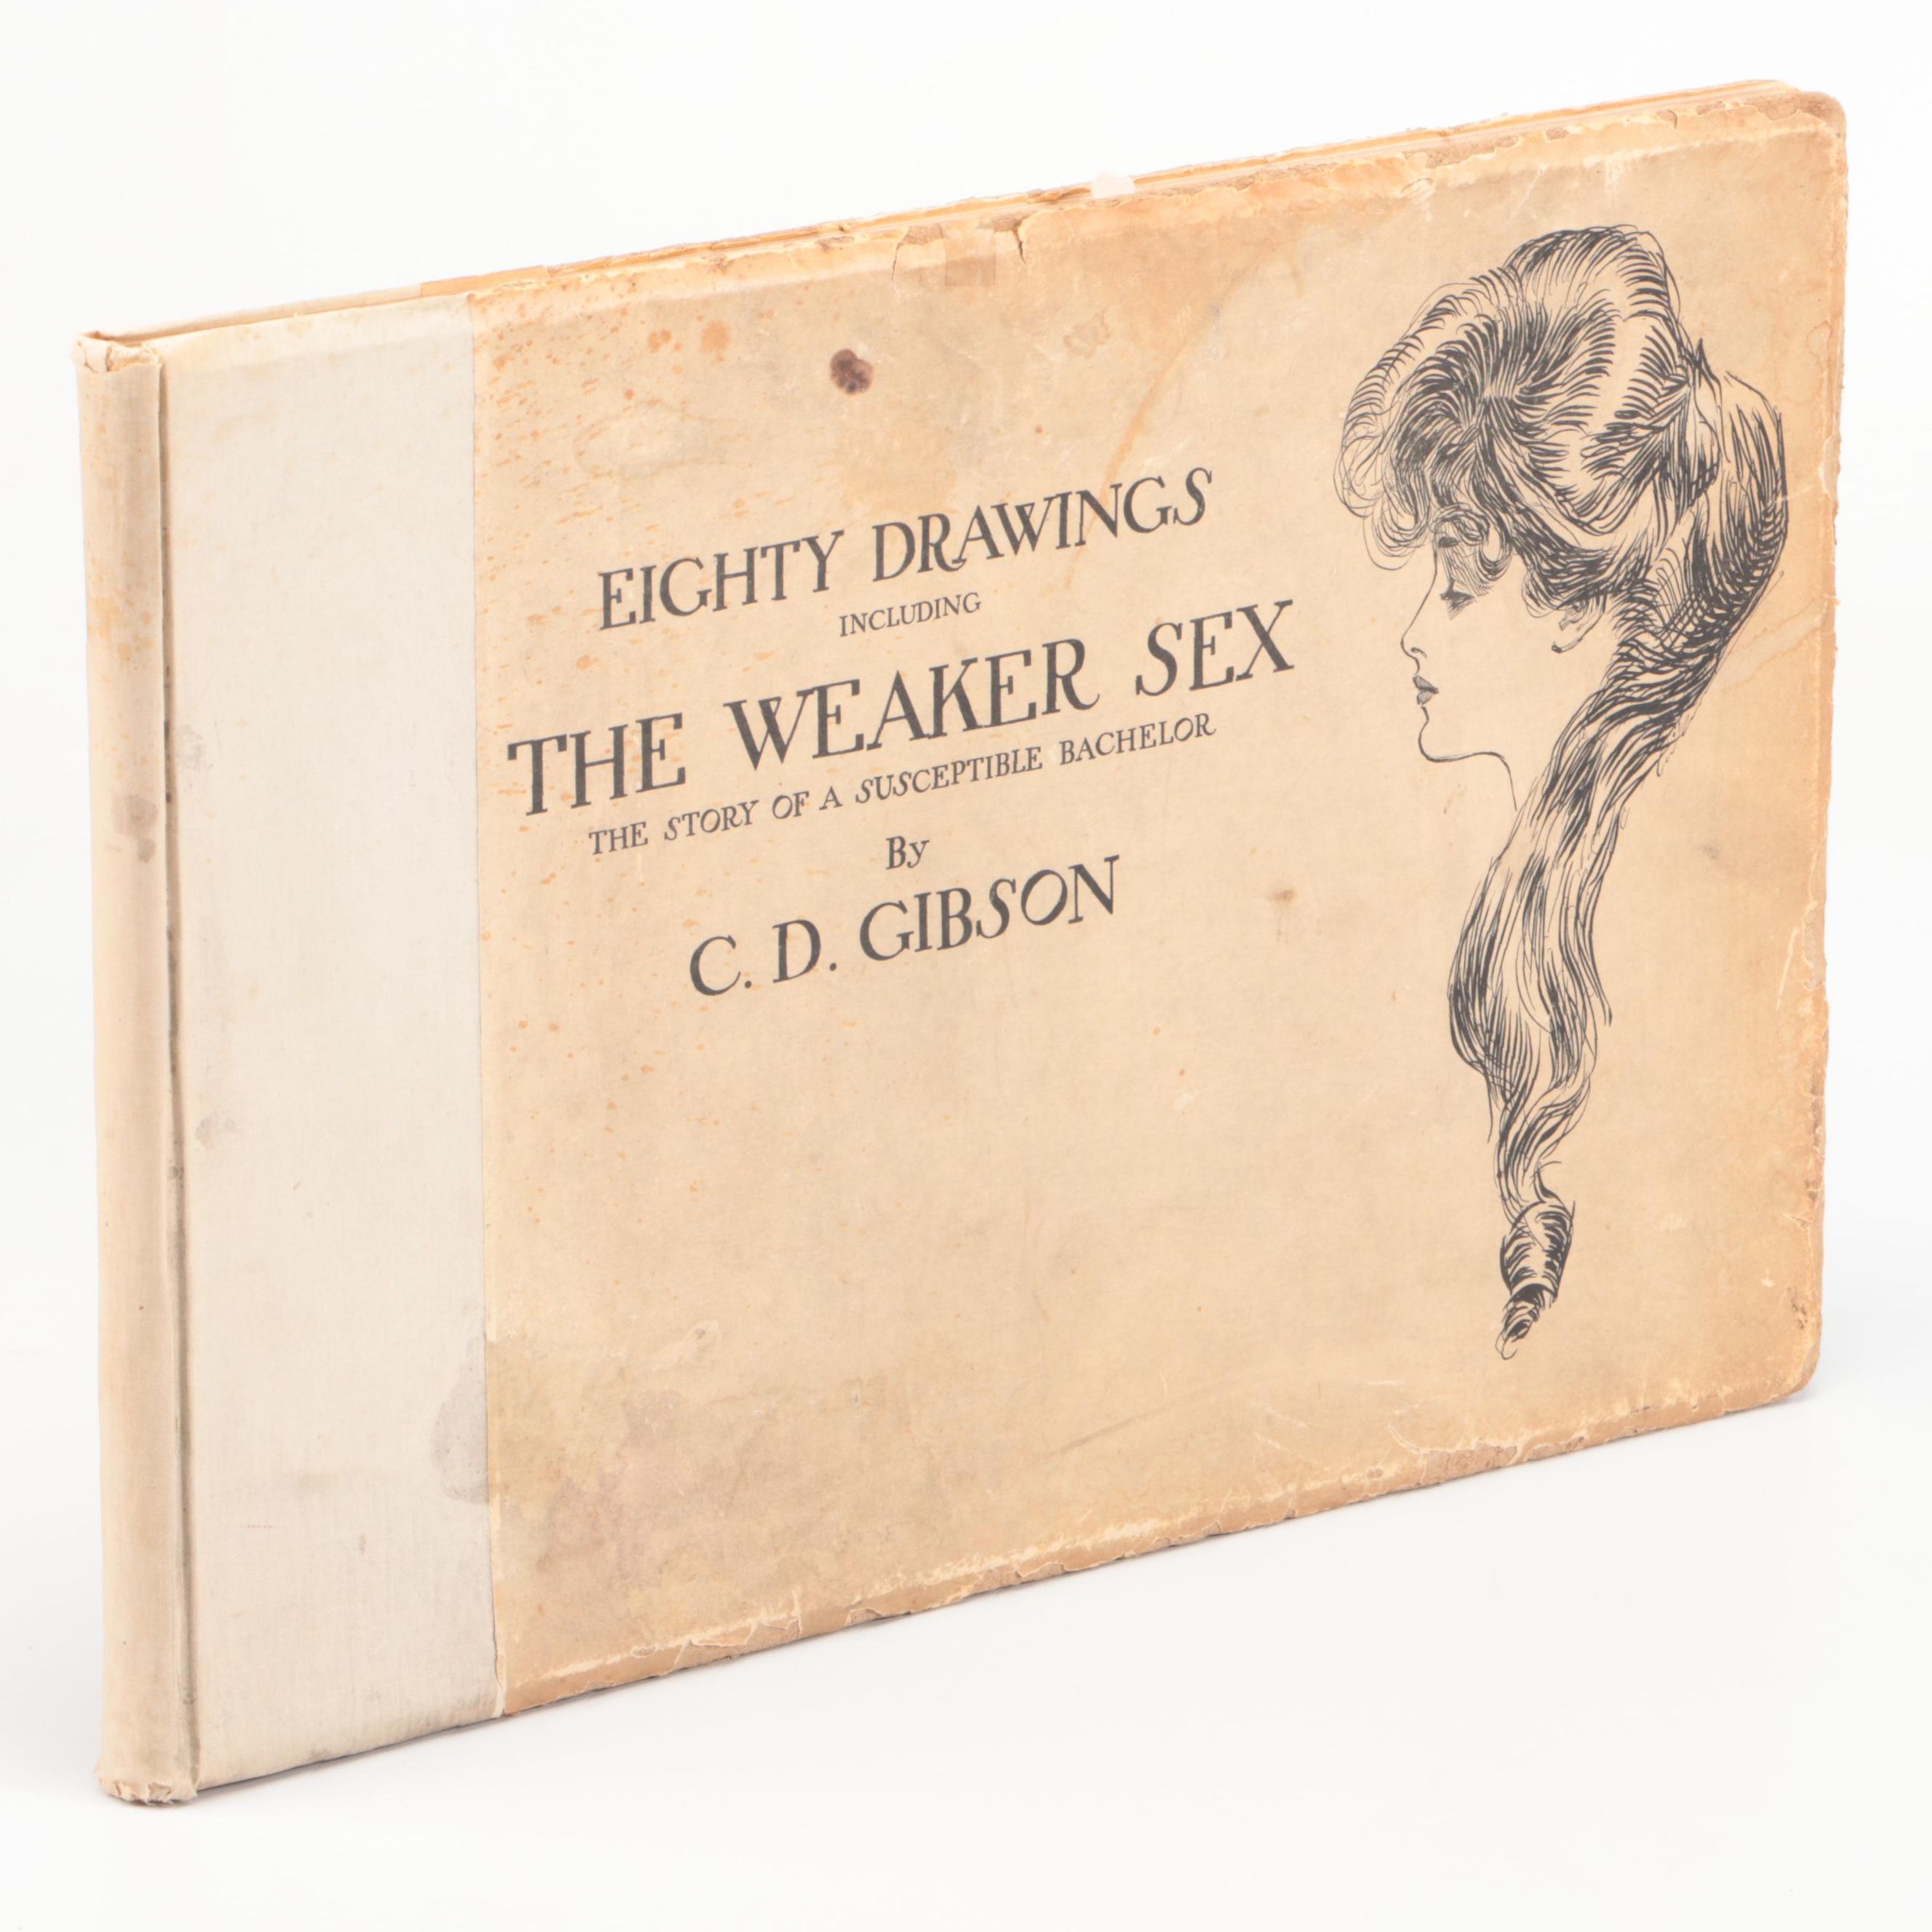 EIGHTY DRAWINGS
INCLUDING
THE WEAKER SEX
THE STORY OF A SUSCEPTIBLE BACHELOR
By
C. D. GIBSON